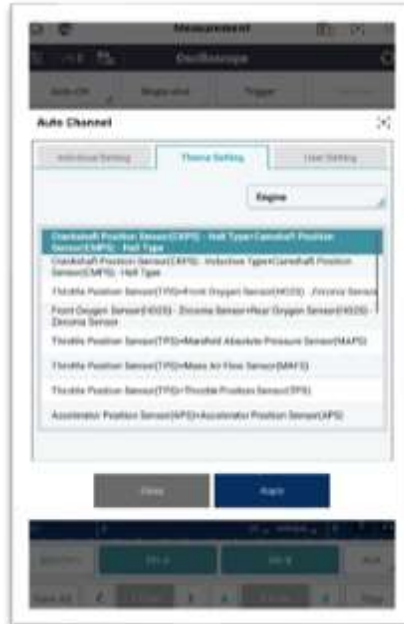 Measurement
Oscilloscope
Auto CH
Single shot
Trigger
Auto Channel
Individual Setting
Theme Setting
User Setting
Engine
Crankshaft Position Sensor(CKPS) - Hall Type+Camshaft Position
Sensor(CMPS) - Hall Type
Crankshaft Position Sensor(CKPS) - Inductive Type+Camshaft Position
Sensor(CMPS) - Hall Type
Throttle Position Sensor(TPS)+Front Oxygen Sensor(HO2S) - Zirconia Sensor
Front Oxygen Sensor(HO2S) - Zirconia Sensor+Rear Oxygen Sensor(HO2S) -
Zirconia Sensor
Throttle Position Sensor(TPS)+Manifold Absolute Pressure Sensor(MAPS)
Throttle Position Sensor(TPS)+Mass Air Flow Sensor(MAFS)
Throttle Position Sensor(TPS)+Throttle Position Sensor(TPS)
Accelerator Position Sensor(APS)+Accelerator Position Sensor(APS)
Close
Apply
CH A
CH B
Stop